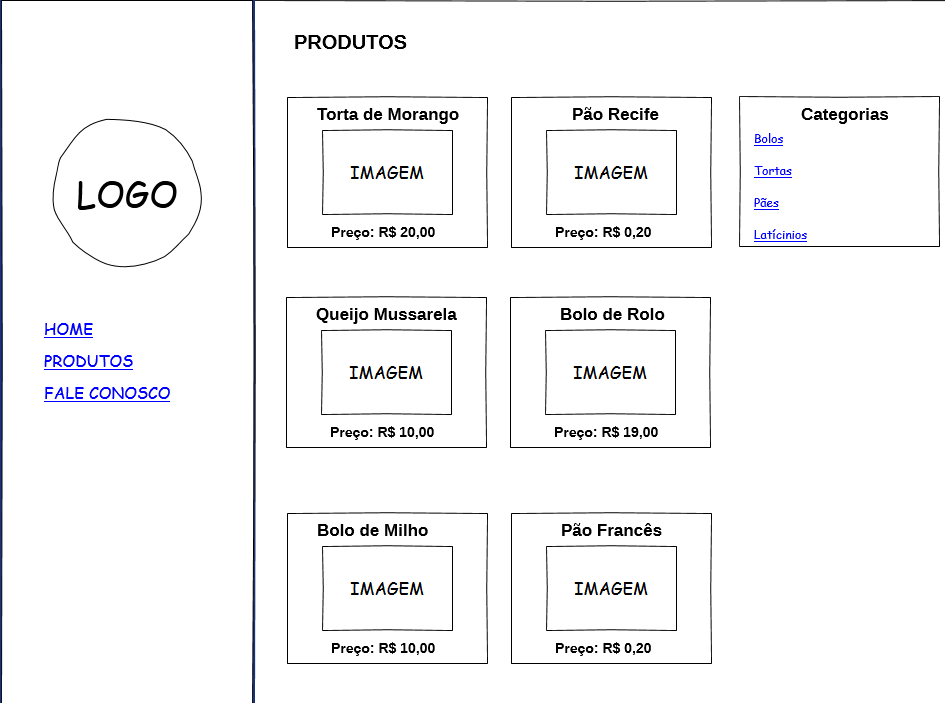 LOGO
HOME
PRODUTOS
FALE CONOSCO
PRODUTOS
Torta de Morango
IMAGEM
Preço: R$ 20,00
Pão Recife
IMAGEM
Preço: R$ 0,20
Categorias
Bolos
Tortas
Pães
Latícinios
Queijo Mussarela
IMAGEM
Preço: R$ 10,00
Bolo de Rolo
IMAGEM
Preço: R$ 19,00
Bolo de Milho
IMAGEM
Preço: R$ 10,00
Pão Francês
IMAGEM
Preço: R$ 0,20